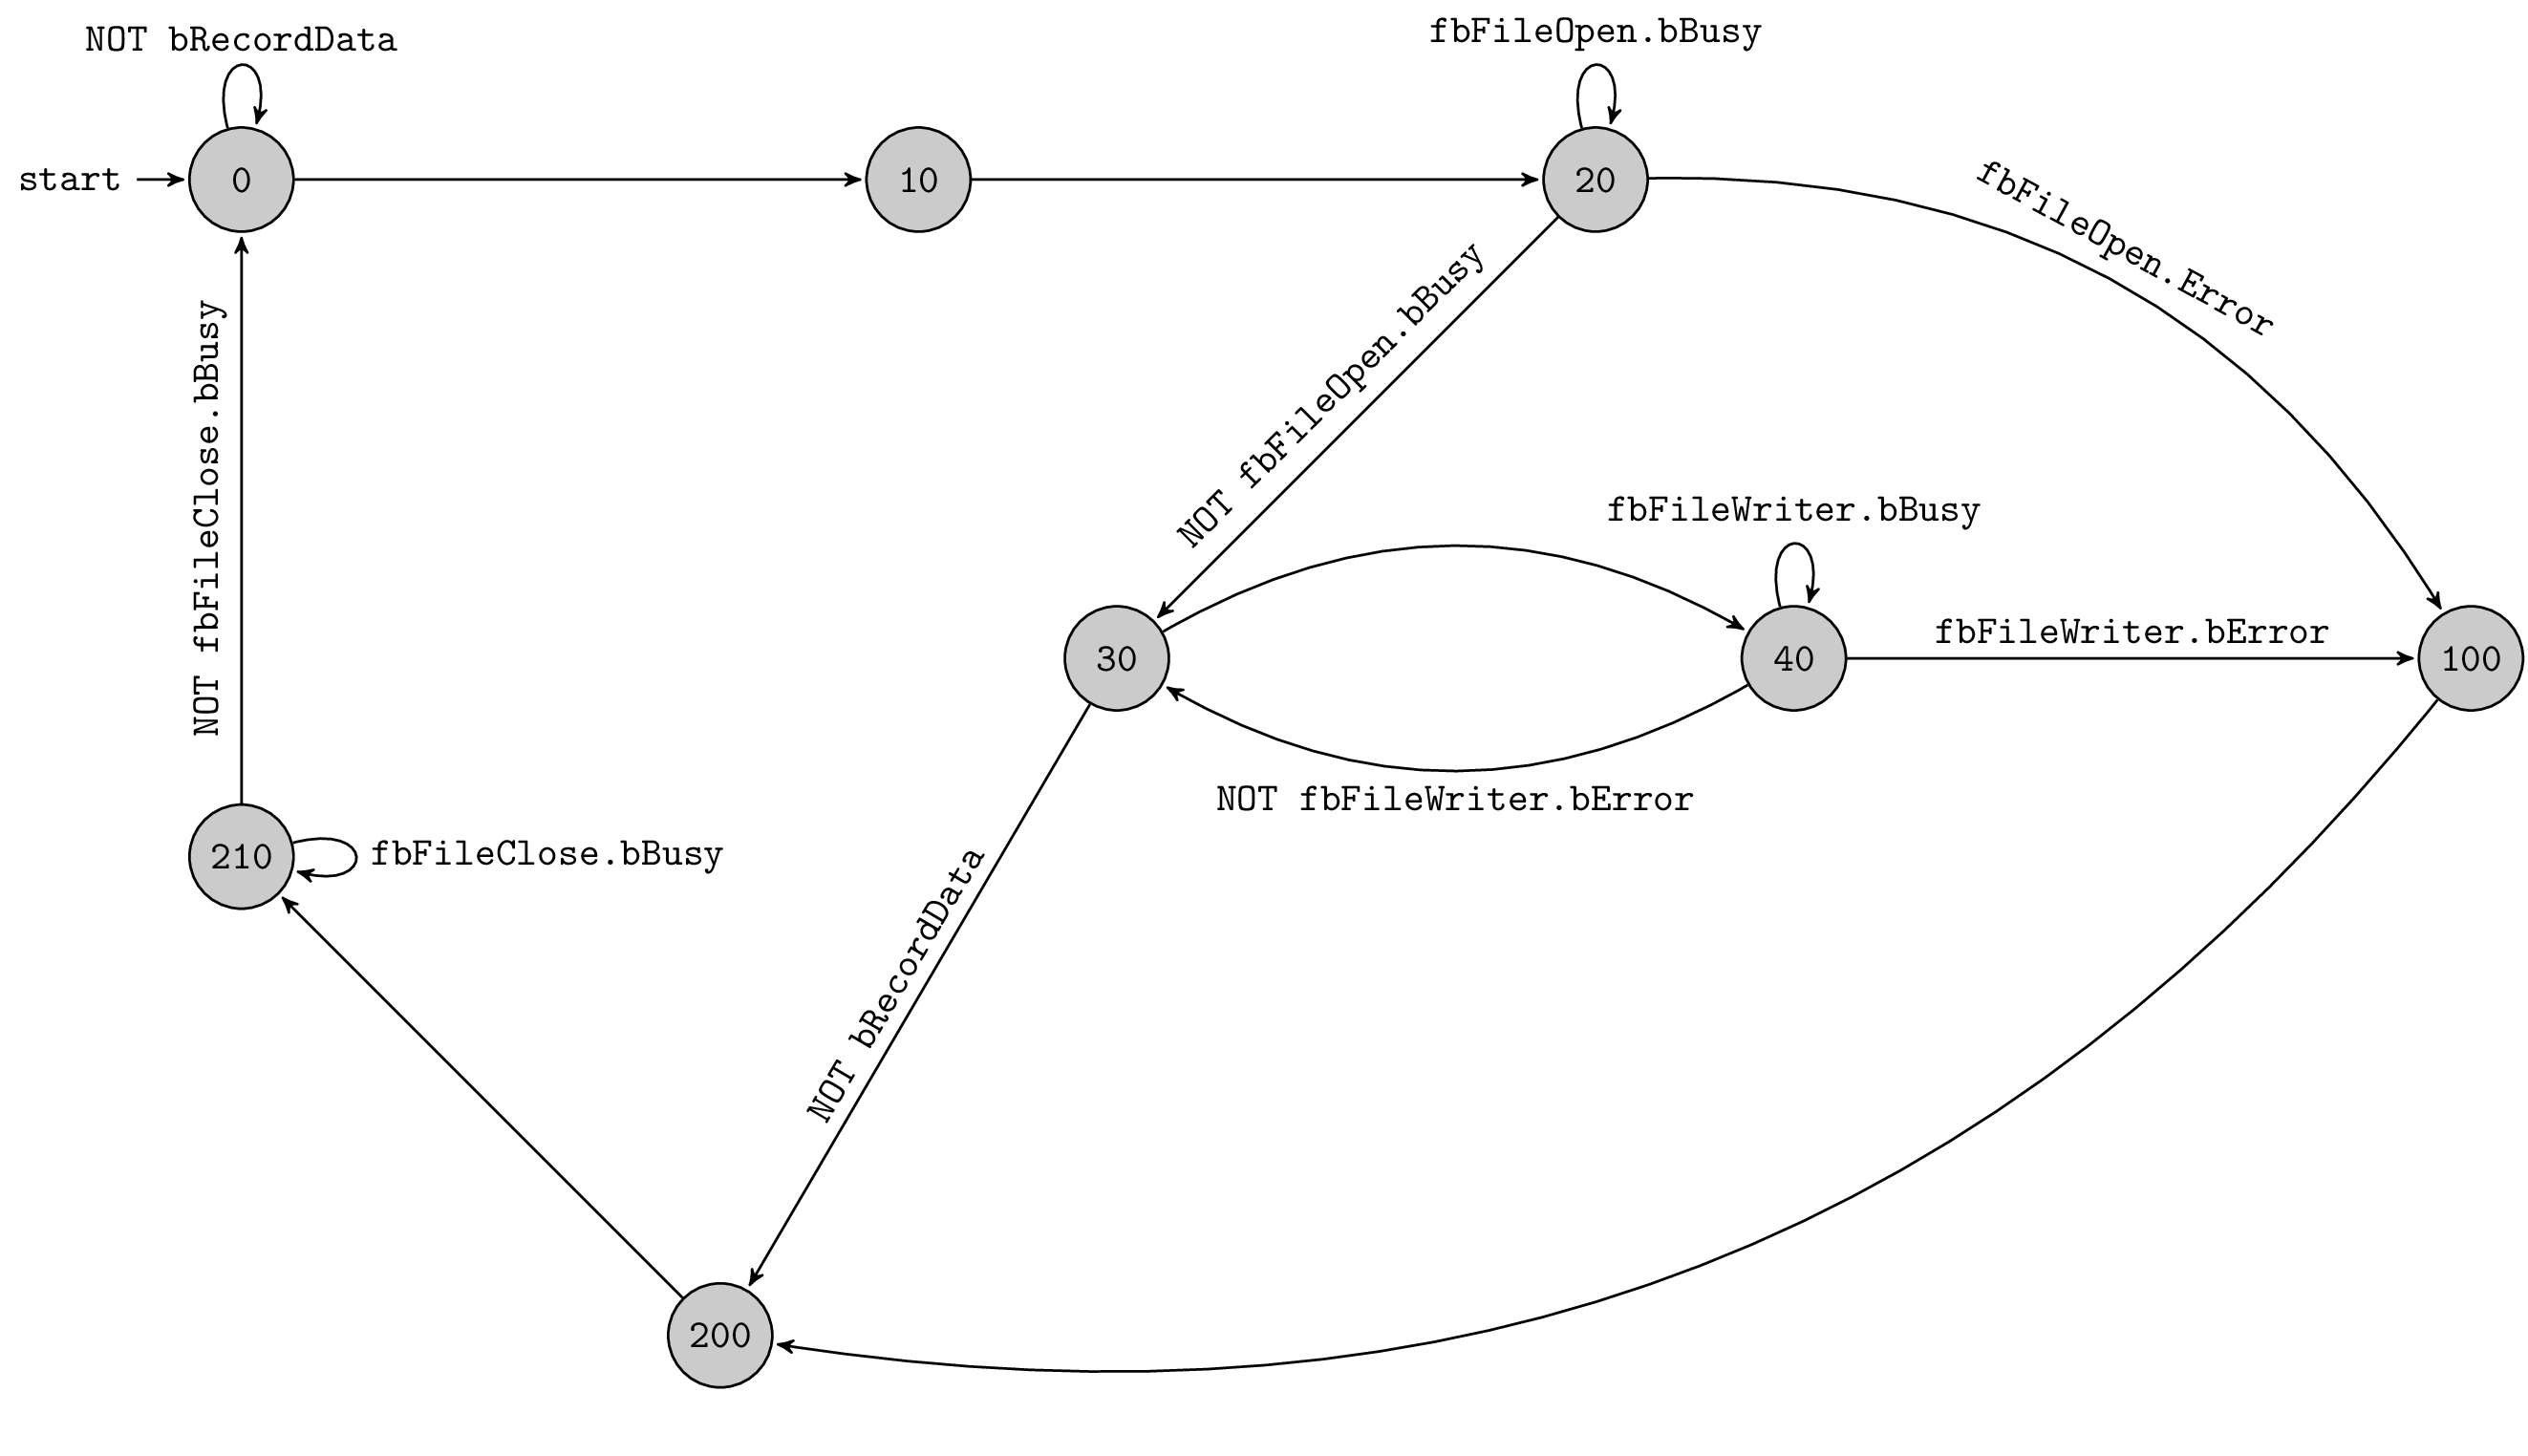 fbFileOpen.bBusy
NOT bRecordData
start
0
10
20
fbFileOpen.Error
NOT fbFileOpen.bBusy
NOT fbFileClose.bBusy
fbFileWriter.bBusy
fbFileWriter.bError
30
40
100
NOT fbFileWriter.bError
210
fbFileClose.bBusy
NOT bRecordData
200